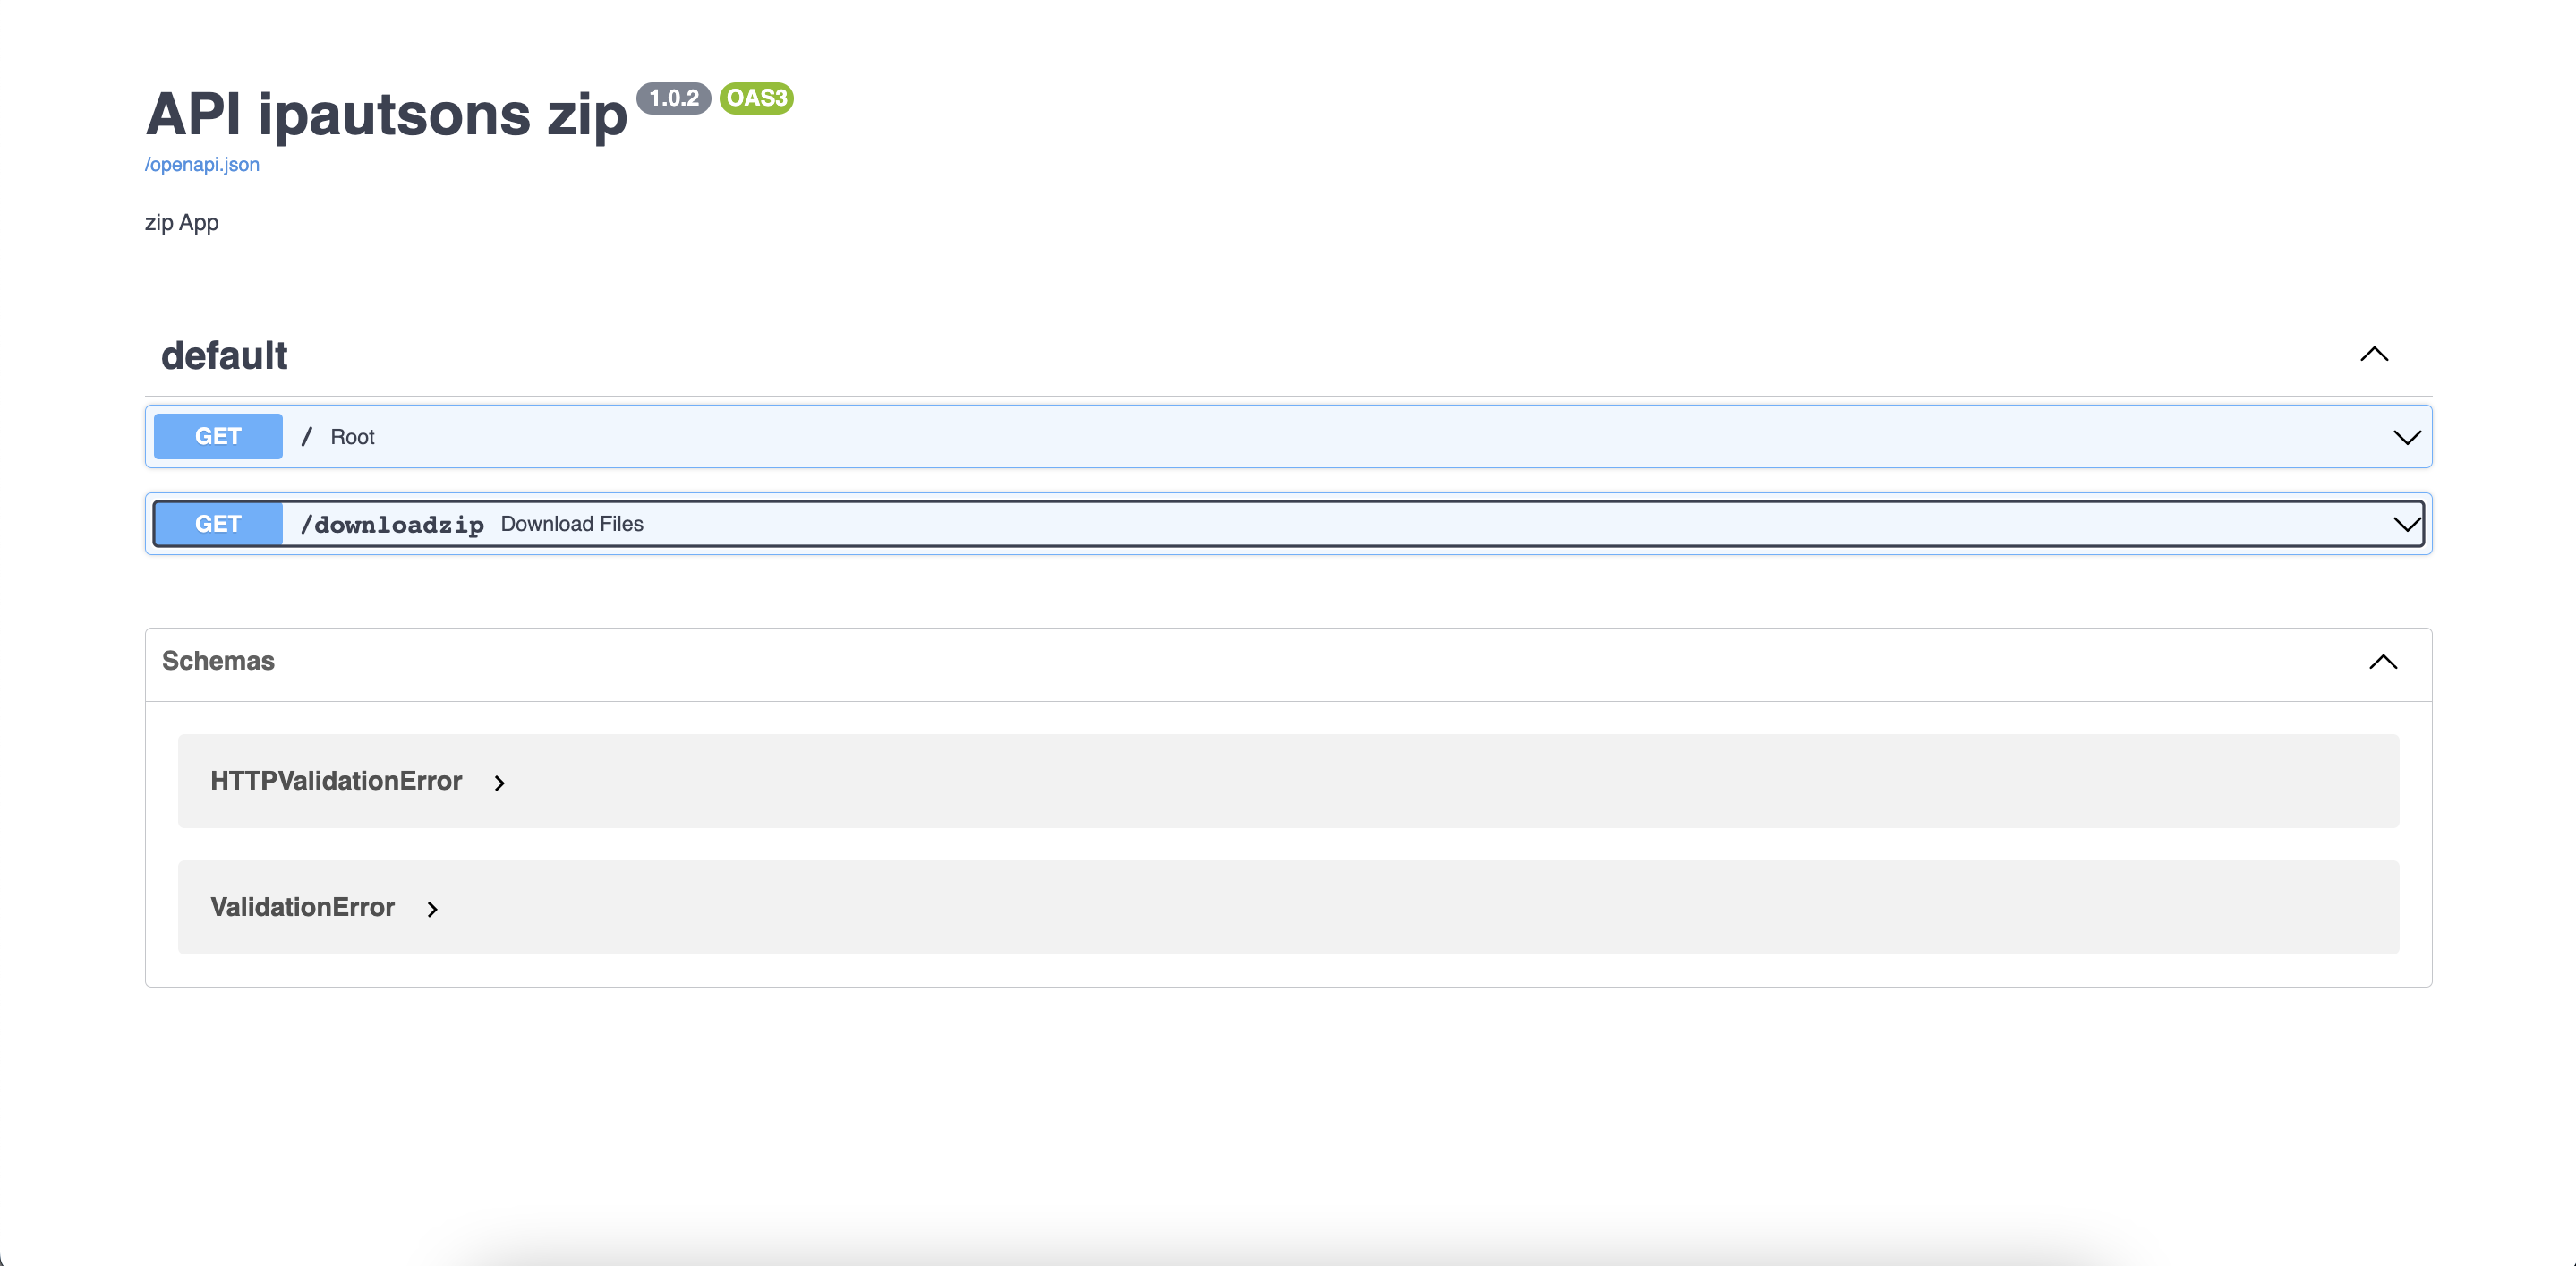 API ipautsons zip 1.0.2 OAS3
/openapi.json
zip App
default
GET / Root
GET /downloadzip Download Files
Schemas
HTTPValidationError
ValidationError